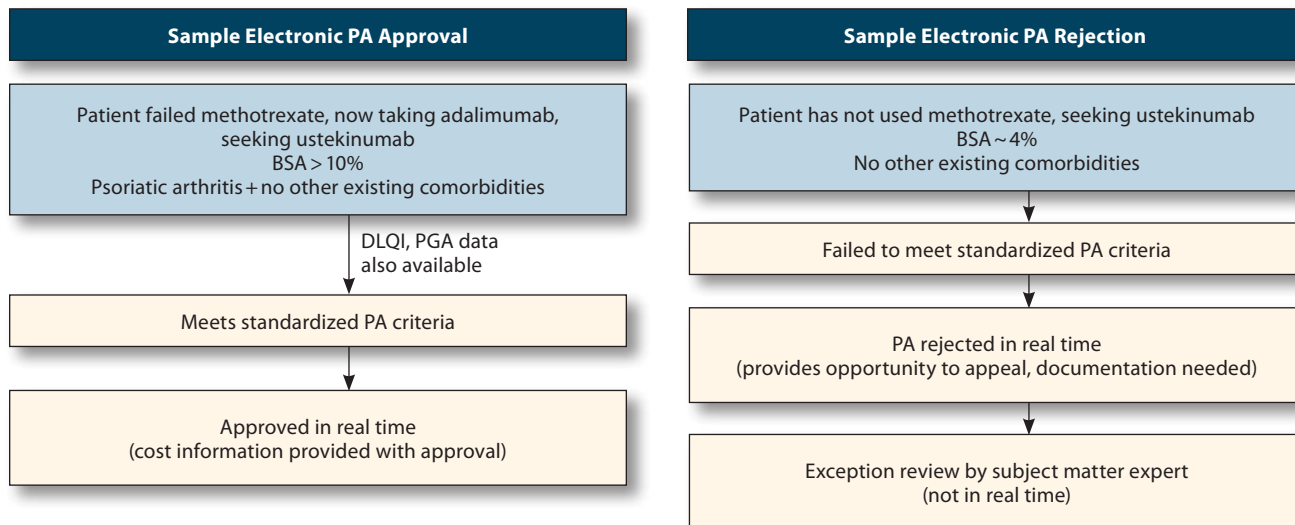 Sample Electronic PA Approval
Patient failed methotrexate, now taking adalimumab,
seeking ustekinumab
BSA > 10%
Psoriatic arthritis + no other existing comorbidities
DLQI, PGA data
also available
Meets standardized PA criteria
Approved in real time
(cost information provided with approval)
Sample Electronic PA Rejection
Patient has not used methotrexate, seeking ustekinumab
BSA ~ 4%
No other existing comorbidities
Failed to meet standardized PA criteria
PA rejected in real time
(provides opportunity to appeal, documentation needed)
Exception review by subject matter expert
(not in real time)